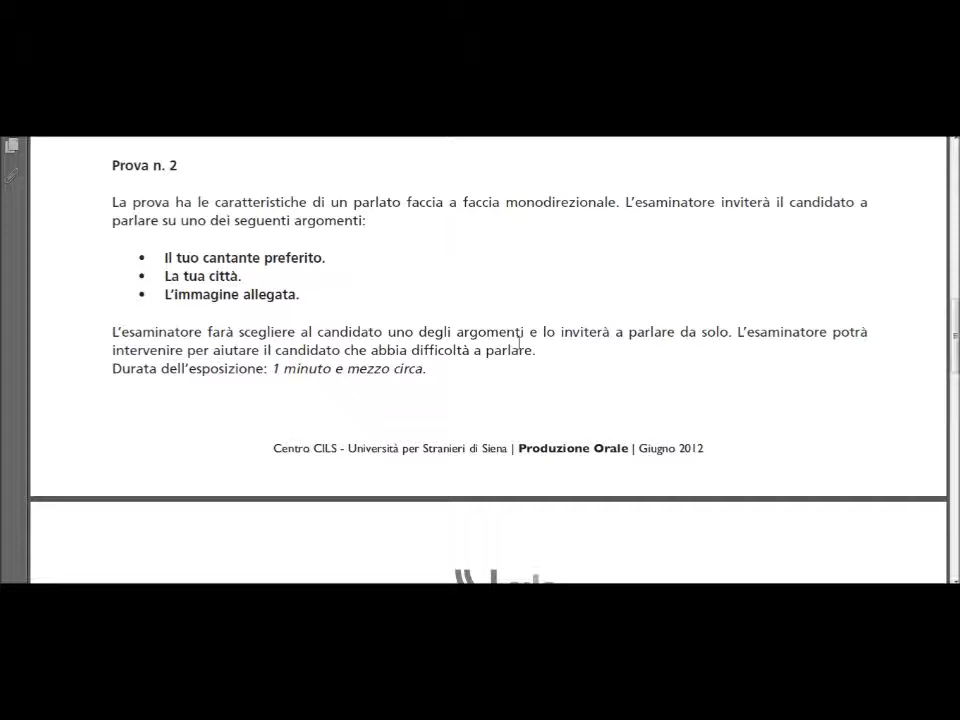 Prova n. 2
La prova ha le caratteristiche di un parlato faccia a faccia monodirezionale. L'esaminatore inviterà il candidato a
parlare su uno dei seguenti argomenti:
• Il tuo cantante preferito.
• La tua città.
• L'immagine allegata.
L'esaminatore farà scegliere al candidato uno degli argomenti e lo inviterà a parlare da solo. L'esaminatore potrà
intervenire per aiutare il candidato che abbia difficoltà a parlare.
Durata dell'esposizione: 1 minuto e mezzo circa.
Centro CILS - Università per Stranieri di Siena | Produzione Orale | Giugno 2012